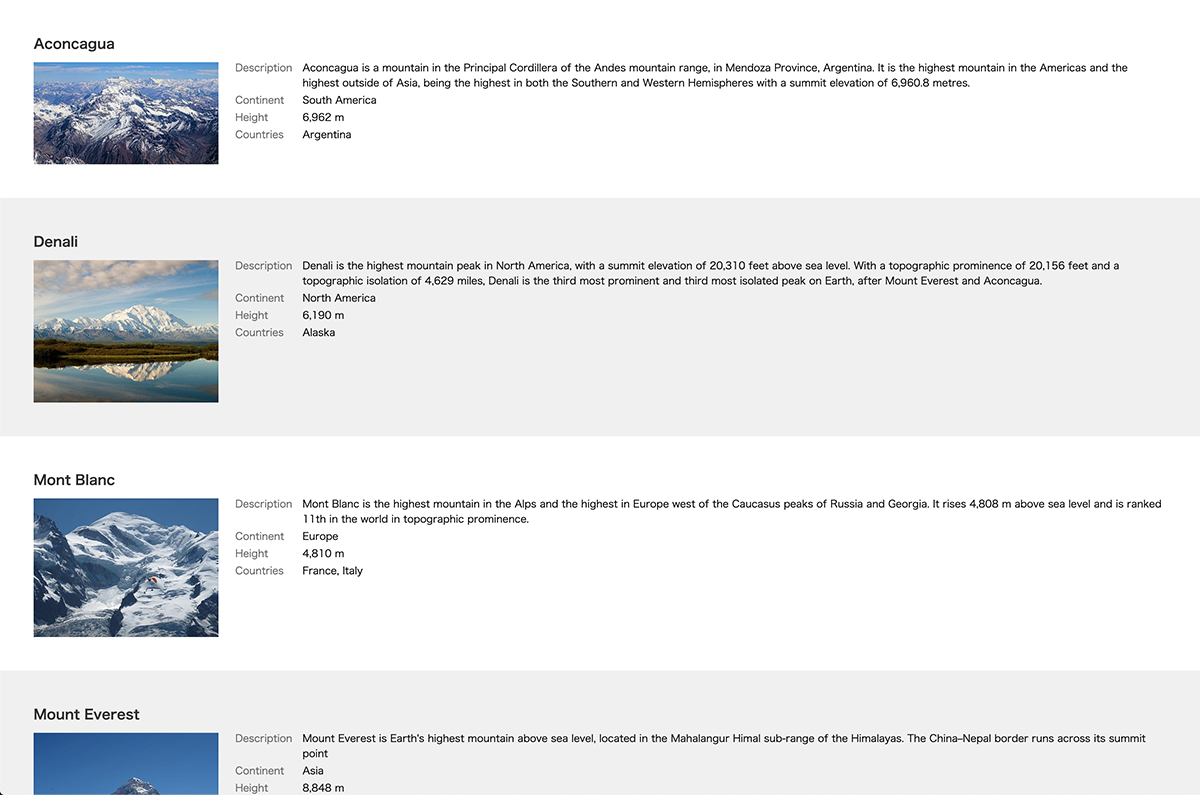 Aconcagua
Description Aconcagua is a mountain in the Principal Cordillera of the Andes mountain range, in Mendoza Province, Argentina. It is the highest mountain in the Americas and the
highest outside of Asia, being the highest in both the Southern and Western Hemispheres with a summit elevation of 6,960.8 metres.
Continent South America
Height 6,962 m
Countries Argentina
Denali
Description Denali is the highest mountain peak in North America, with a summit elevation of 20,310 feet above sea level. With a topographic prominence of 20,156 feet and a
topographic isolation of 4,629 miles, Denali is the third most prominent and third most isolated peak on Earth, after Mount Everest and Aconcagua.
Continent North America
Height 6,190 m
Countries Alaska
Mont Blanc
Description Mont Blanc is the highest mountain in the Alps and the highest in Europe west of the Caucasus peaks of Russia and Georgia. It rises 4,808 m above sea level and is ranked
11th in the world in topographic prominence.
Continent Europe
Height 4,810 m
Countries France, Italy
Mount Everest
Description Mount Everest is Earth's highest mountain above sea level, located in the Mahalangur Himal sub-range of the Himalayas. The China–Nepal border runs across its summit
point
Continent Asia
Height 8,848 m